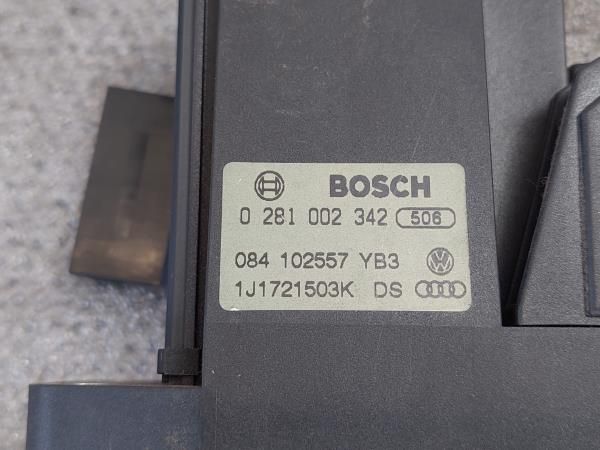 BOSCH
0 281 002 342 506
084 102557 YB3
1J1721503K DS